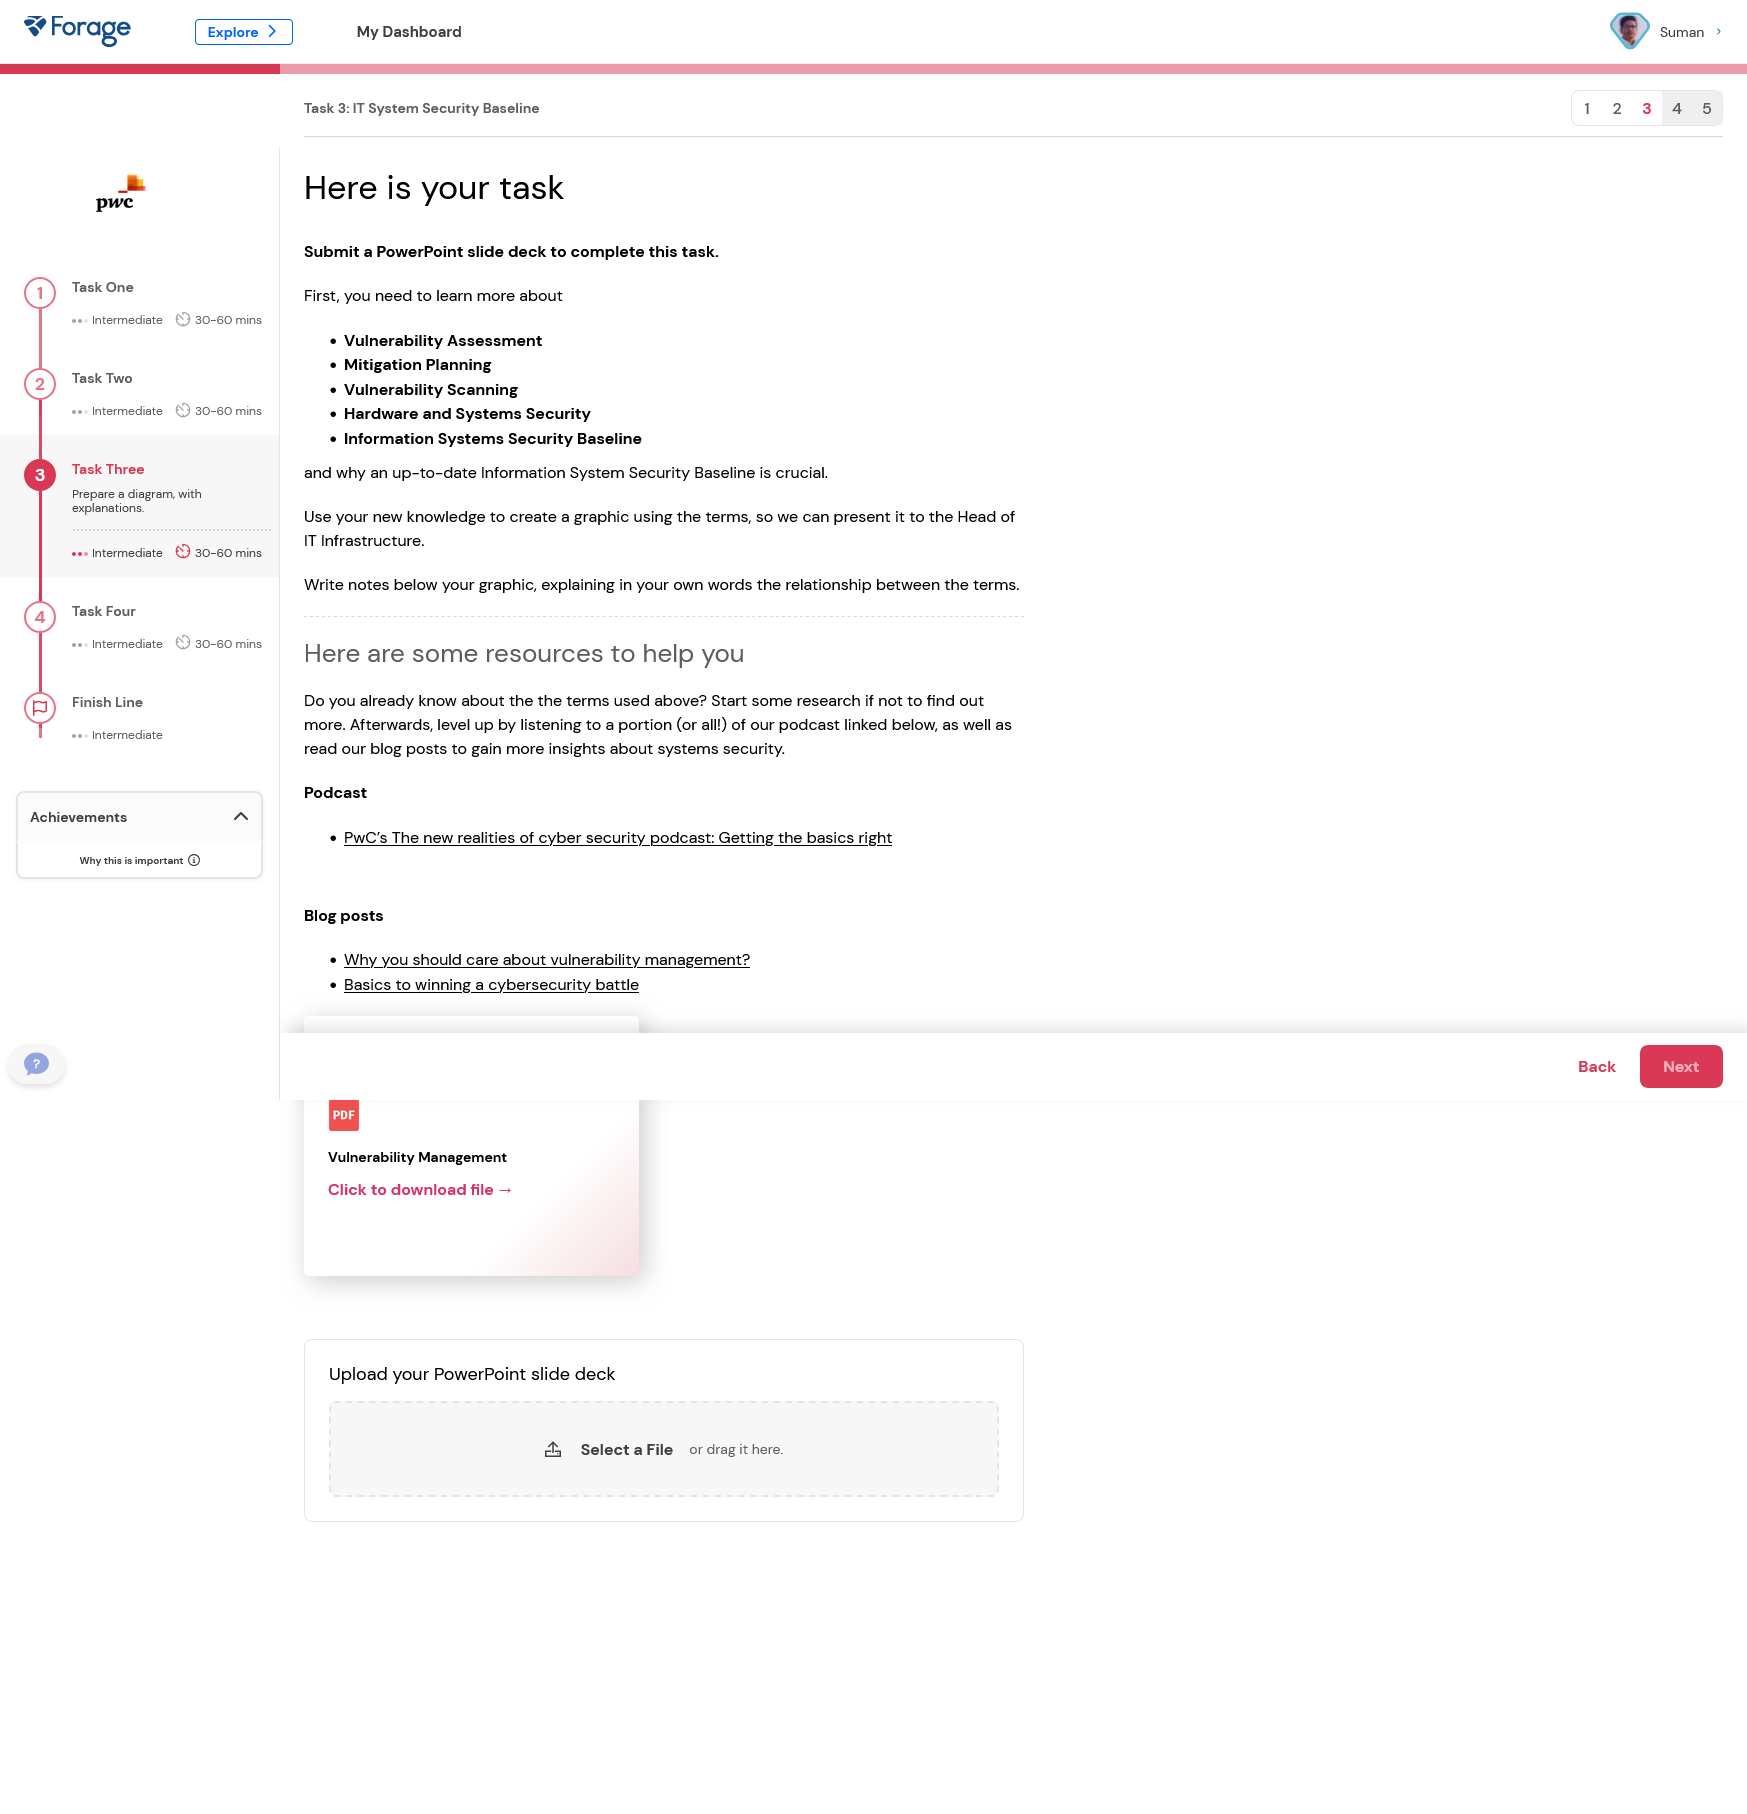 Forage
Explore
My Dashboard
Suman
Task 3: IT System Security Baseline
1 2 3 4 5
pwc
1
Task One
Intermediate 30-60 mins
2
Task Two
Intermediate 30-60 mins
3
Task Three
Prepare a diagram, with
explanations.
Intermediate 30-60 mins
4
Task Four
Intermediate 30-60 mins
Finish Line
Intermediate
Achievements
Why this is important
?
Here is your task
Submit a PowerPoint slide deck to complete this task.
First, you need to learn more about
• Vulnerability Assessment
• Mitigation Planning
• Vulnerability Scanning
• Hardware and Systems Security
• Information Systems Security Baseline
and why an up-to-date Information System Security Baseline is crucial.
Use your new knowledge to create a graphic using the terms, so we can present it to the Head of
IT Infrastructure.
Write notes below your graphic, explaining in your own words the relationship between the terms.
Here are some resources to help you
Do you already know about the the terms used above? Start some research if not to find out
more. Afterwards, level up by listening to a portion (or all!) of our podcast linked below, as well as
read our blog posts to gain more insights about systems security.
Podcast
• PwC’s The new realities of cyber security podcast: Getting the basics right
Blog posts
• Why you should care about vulnerability management?
• Basics to winning a cybersecurity battle
Back
Next
PDF
Vulnerability Management
Click to download file →
Upload your PowerPoint slide deck
Select a File or drag it here.